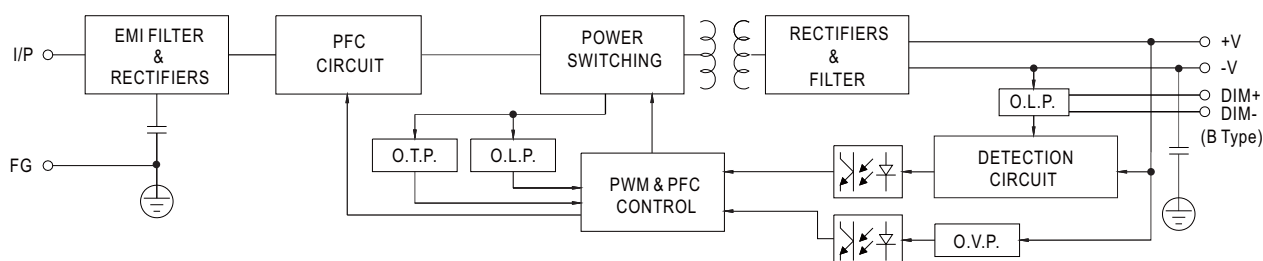 I/P
EMI FILTER
&
RECTIFIERS
PFC
CIRCUIT
POWER
SWITCHING
RECTIFIERS
&
FILTER
+V
-V
O.L.P.
DIM+
DIM-
(B Type)
FG
O.T.P.
O.L.P.
PWM & PFC
CONTROL
DETECTION
CIRCUIT
O.V.P.